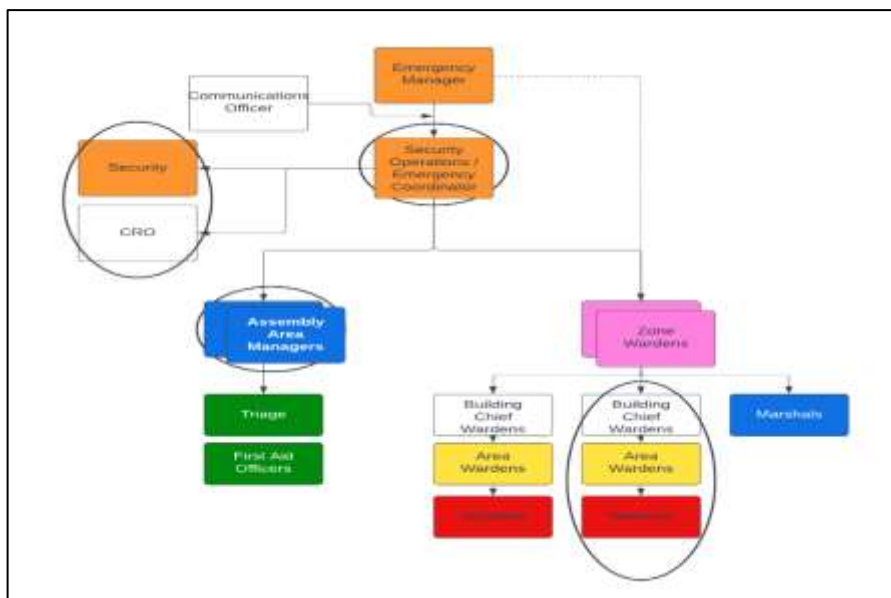 Emergency
Manager
Communications
Officer
Security
Operations /
Emergency
Coordinator
Security
CRO
Assembly
Area
Managers
Zone
Wardens
Triage
First Aid
Officers
Building
Chief
Wardens
Building
Chief
Wardens
Marshals
Area
Wardens
Area
Wardens